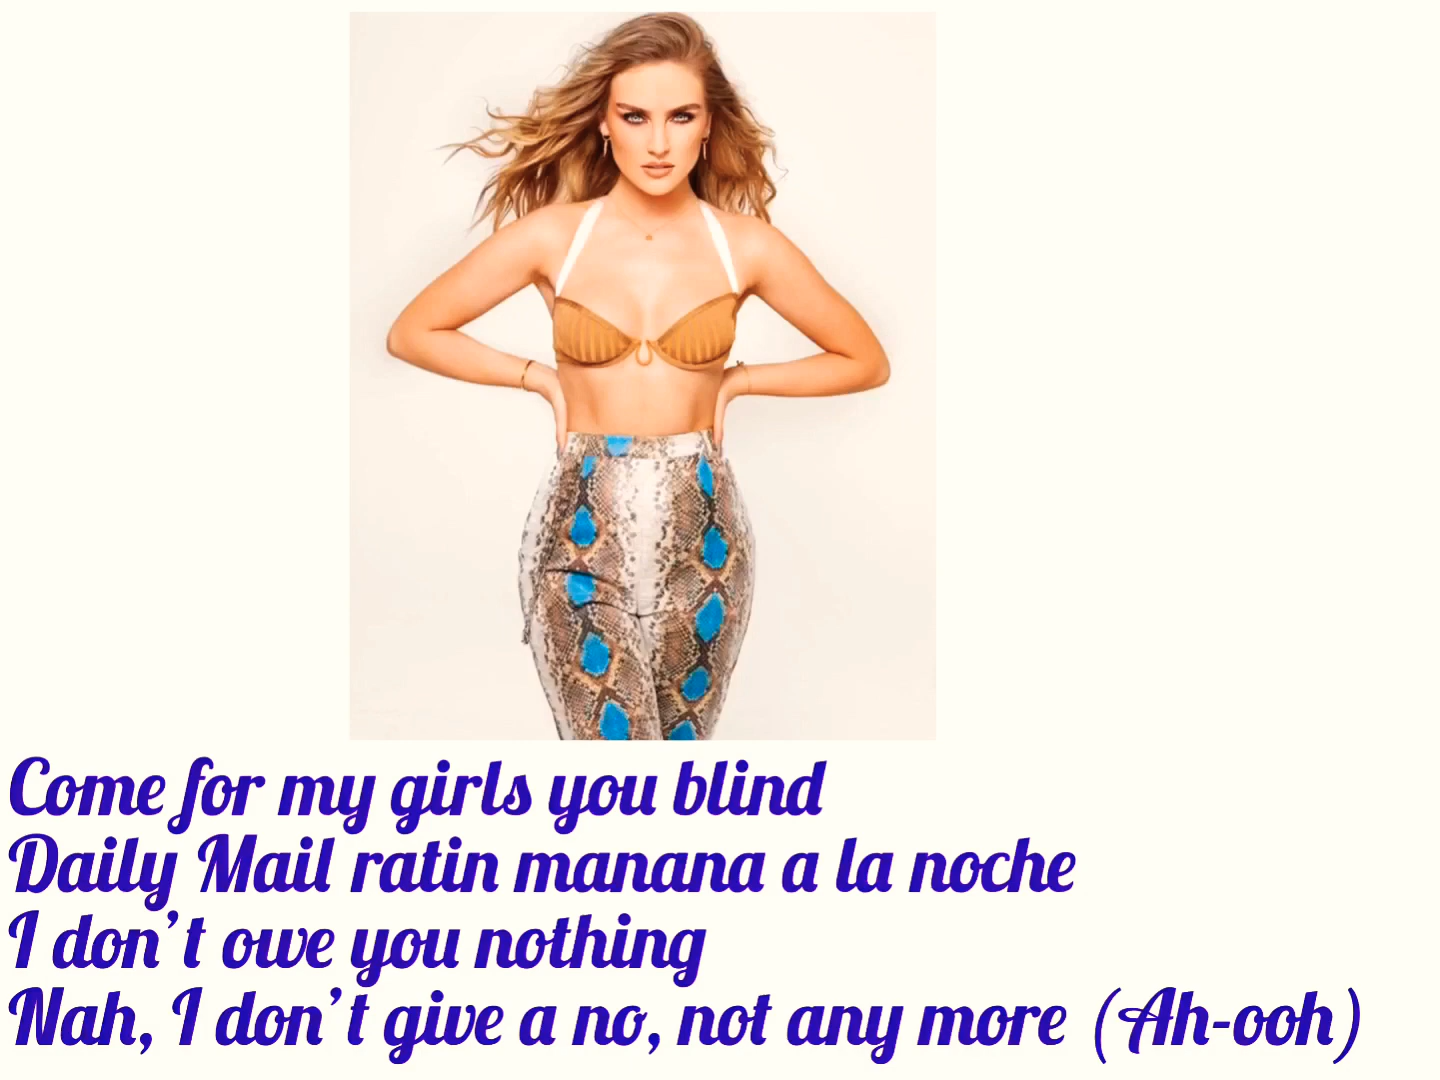 Come for my girls you blind
Daily Mail ratin manana a la noche
I don't owe you nothing
Nah, I don't give a no, not any more (Ah-ooh)